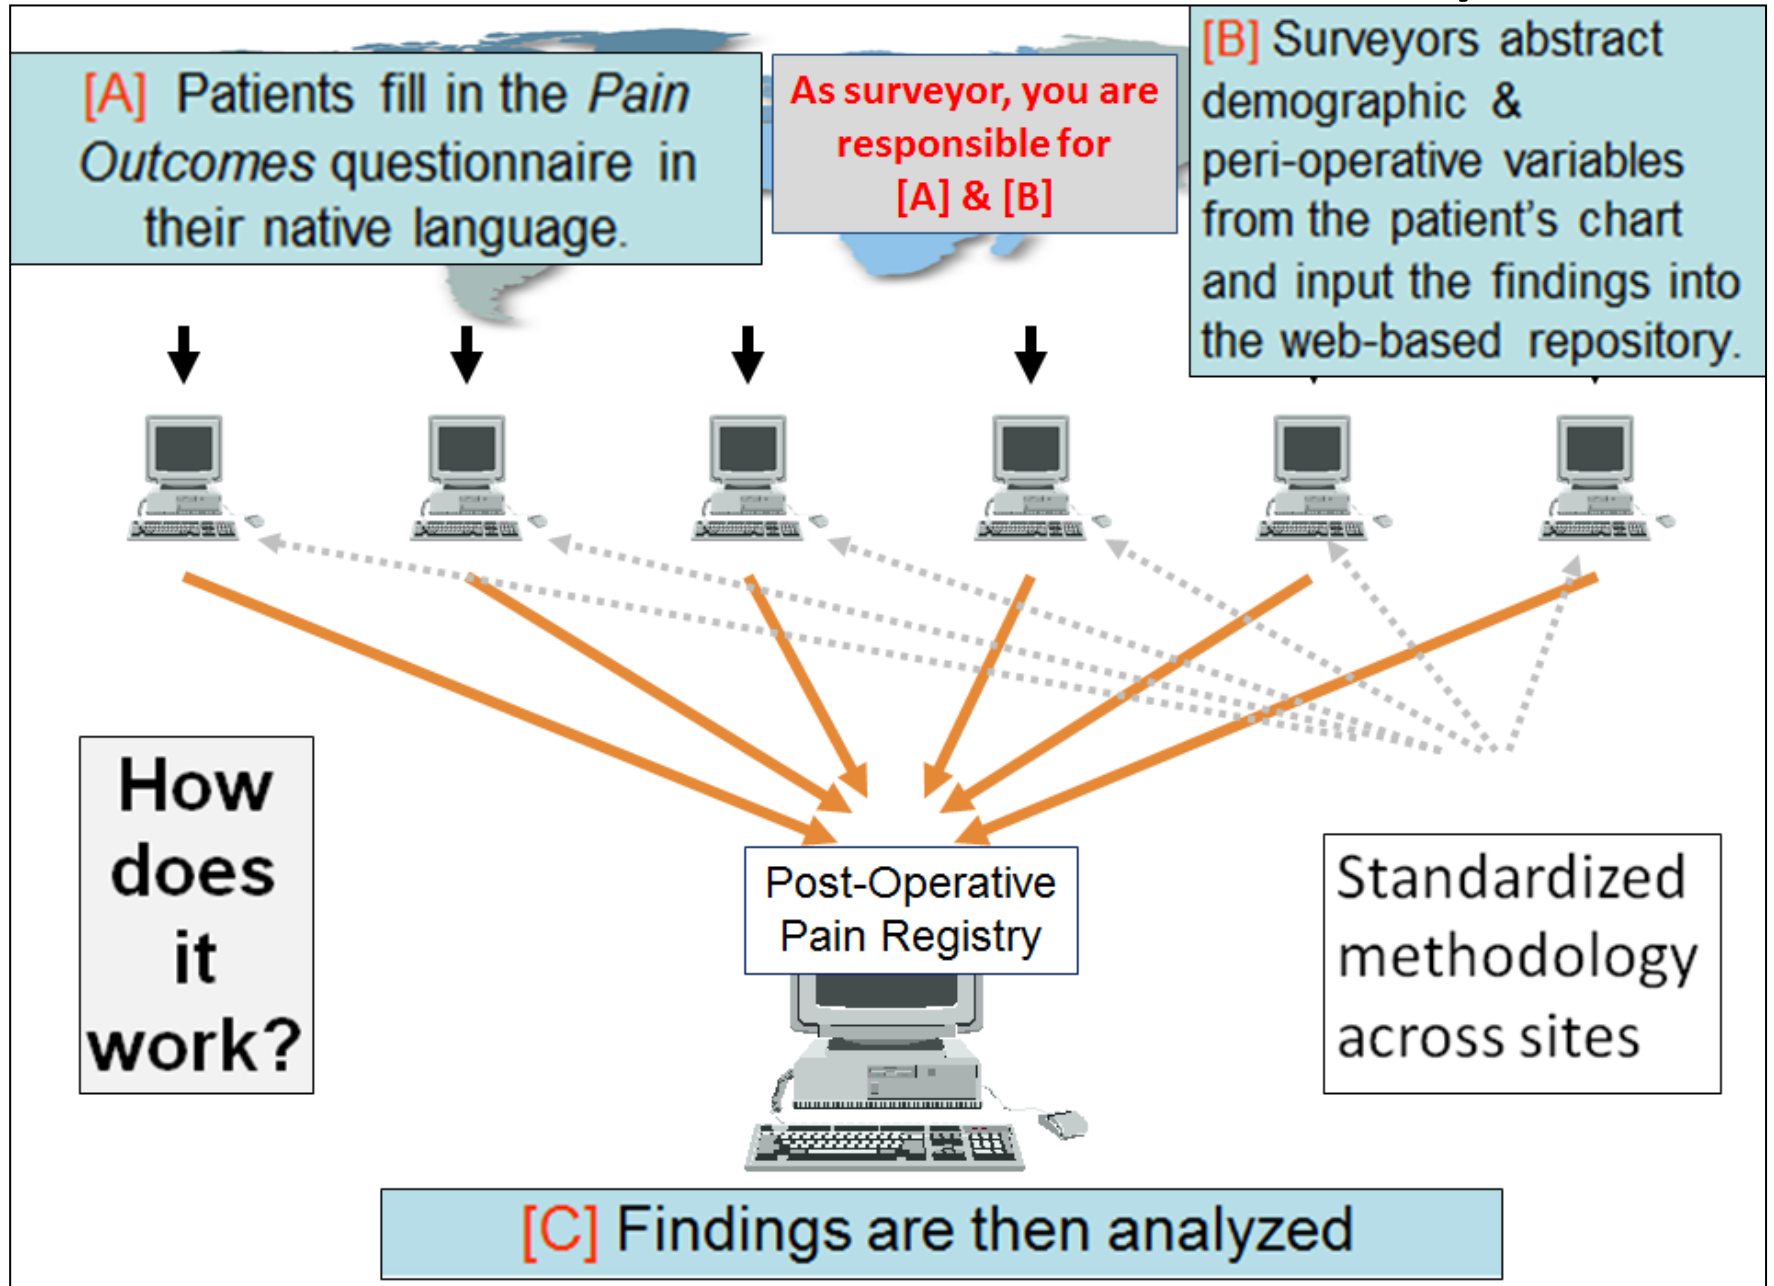 [A] Patients fill in the Pain
Outcomes questionnaire in
their native language.
As surveyor, you are
responsible for
[A] & [B]
[B] Surveyors abstract
demographic &
peri-operative variables
from the patient's chart
and input the findings into
the web-based repository.
How
does
it
work?
Post-Operative
Pain Registry
Standardized
methodology
across sites
[C] Findings are then analyzed